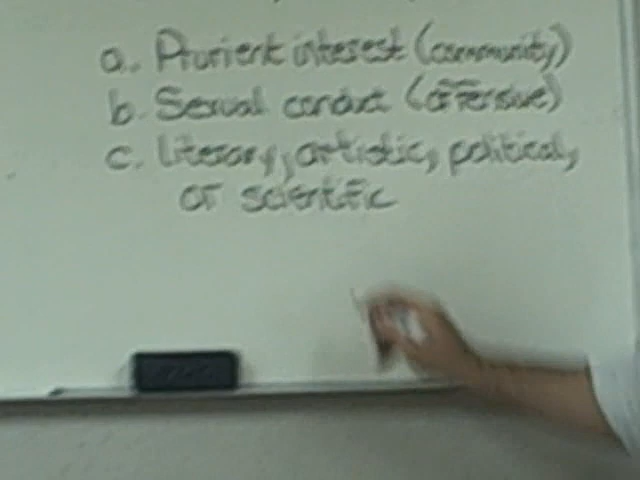 a. Prurient interest (community)
b. Sexual conduct (offensive)
c. Literary, artistic, political,
or scientific